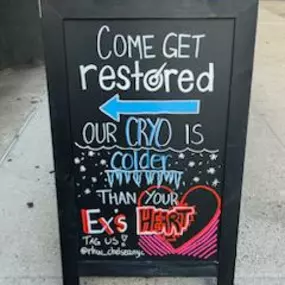 COME GET
restored
OUR CRYO IS
colder
THAN YOUR
EX'S HEART
TAG US!